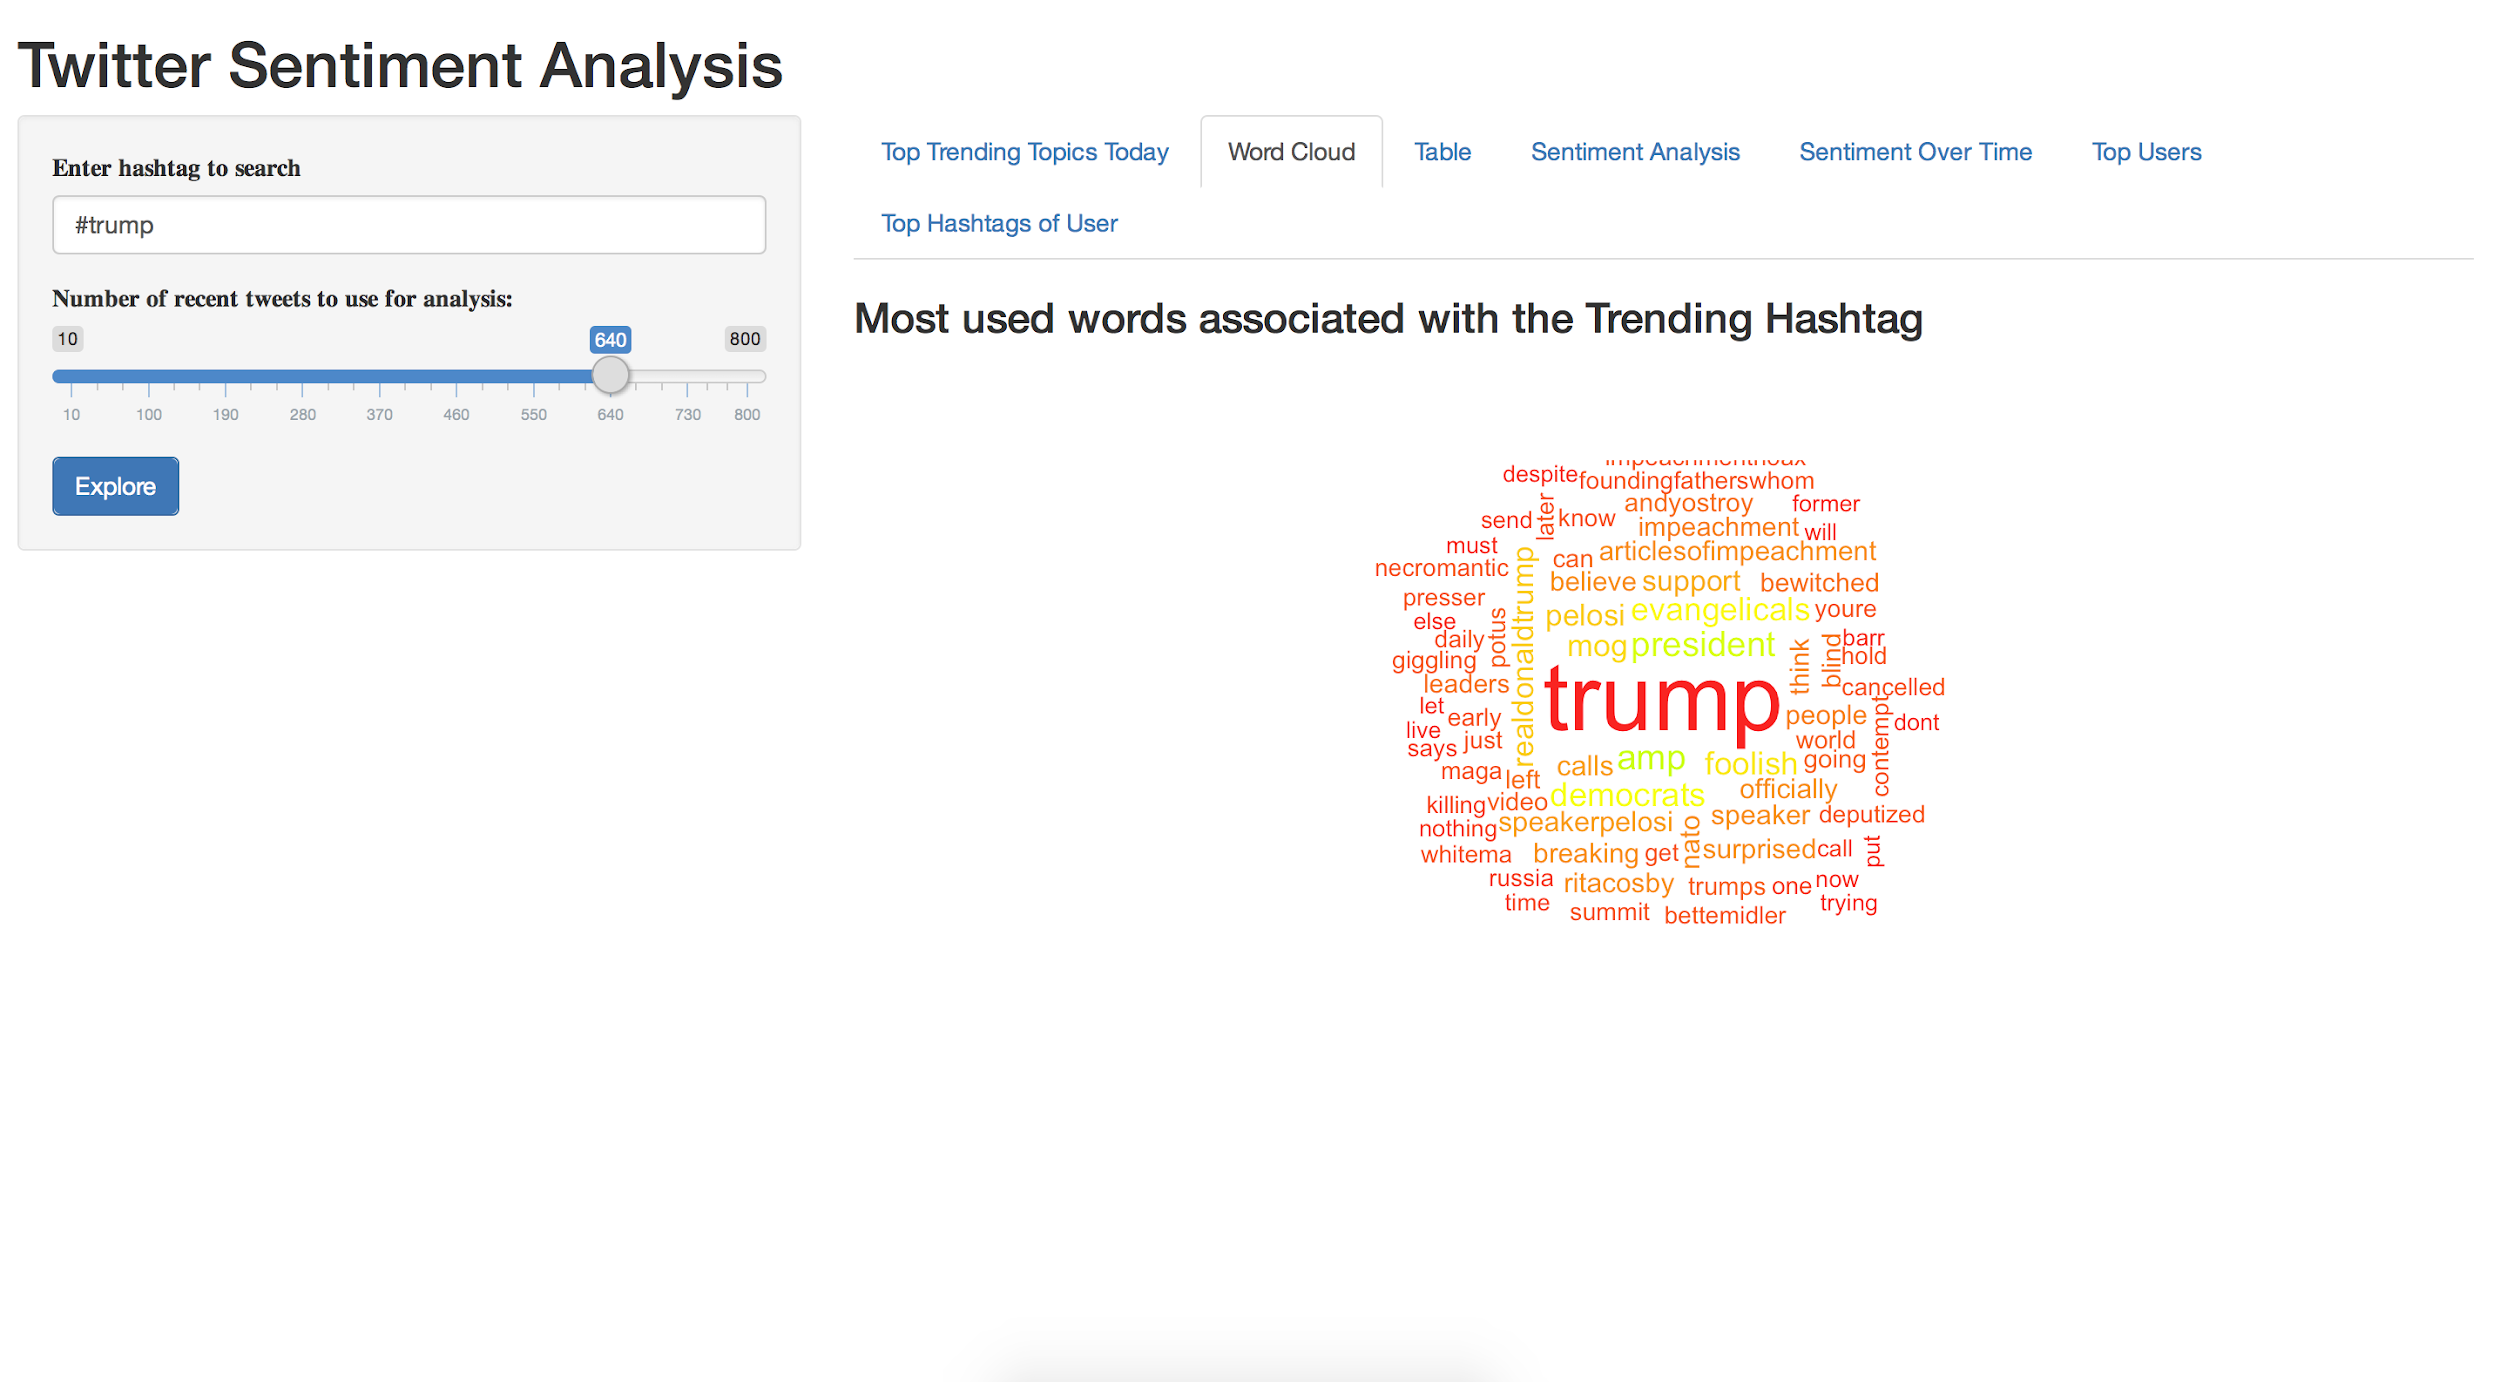 Twitter Sentiment Analysis
Enter hashtag to search
#trump
Number of recent tweets to use for analysis:
10 640 800
10 100 190 280 370 460 550 640 730 800
Explore
Top Trending Topics Today Word Cloud Table Sentiment Analysis Sentiment Over Time Top Users
Top Hashtags of User
Most used words associated with the Trending Hashtag
impeachmenthoax
despite foundingfatherswhom
later andyostroy former
send know impeachment will
must can articlesofimpeachment
necromantic believe support bewitched
presser pelosi evangelicals youre
else
daily potus realdonaldtrump mog president think blind barr
giggling hold
leaders trump cancelled
let
early people contempt dont
live
says just world
maga left calls amp foolish going
killing video democrats officially
nothing speakerpelosi speaker deputized
whitema breaking get nato surprised call put
russia ritacosby trumps one now
time summit bettemidler trying